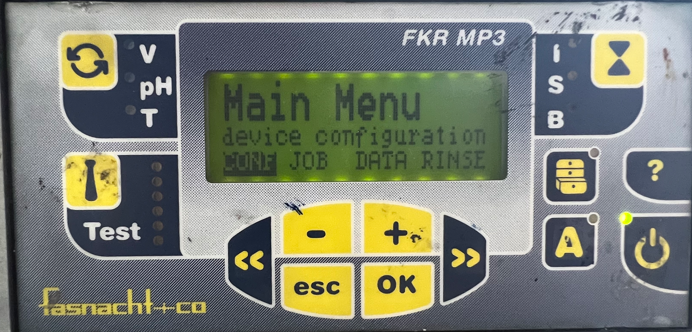 FKR MP3
V
pH
T
I
S
B
Main Menu
device configuration
CONF JOB DATA RINSE
Test
?
A
- +
<< >>
esc OK
fasnacht+co